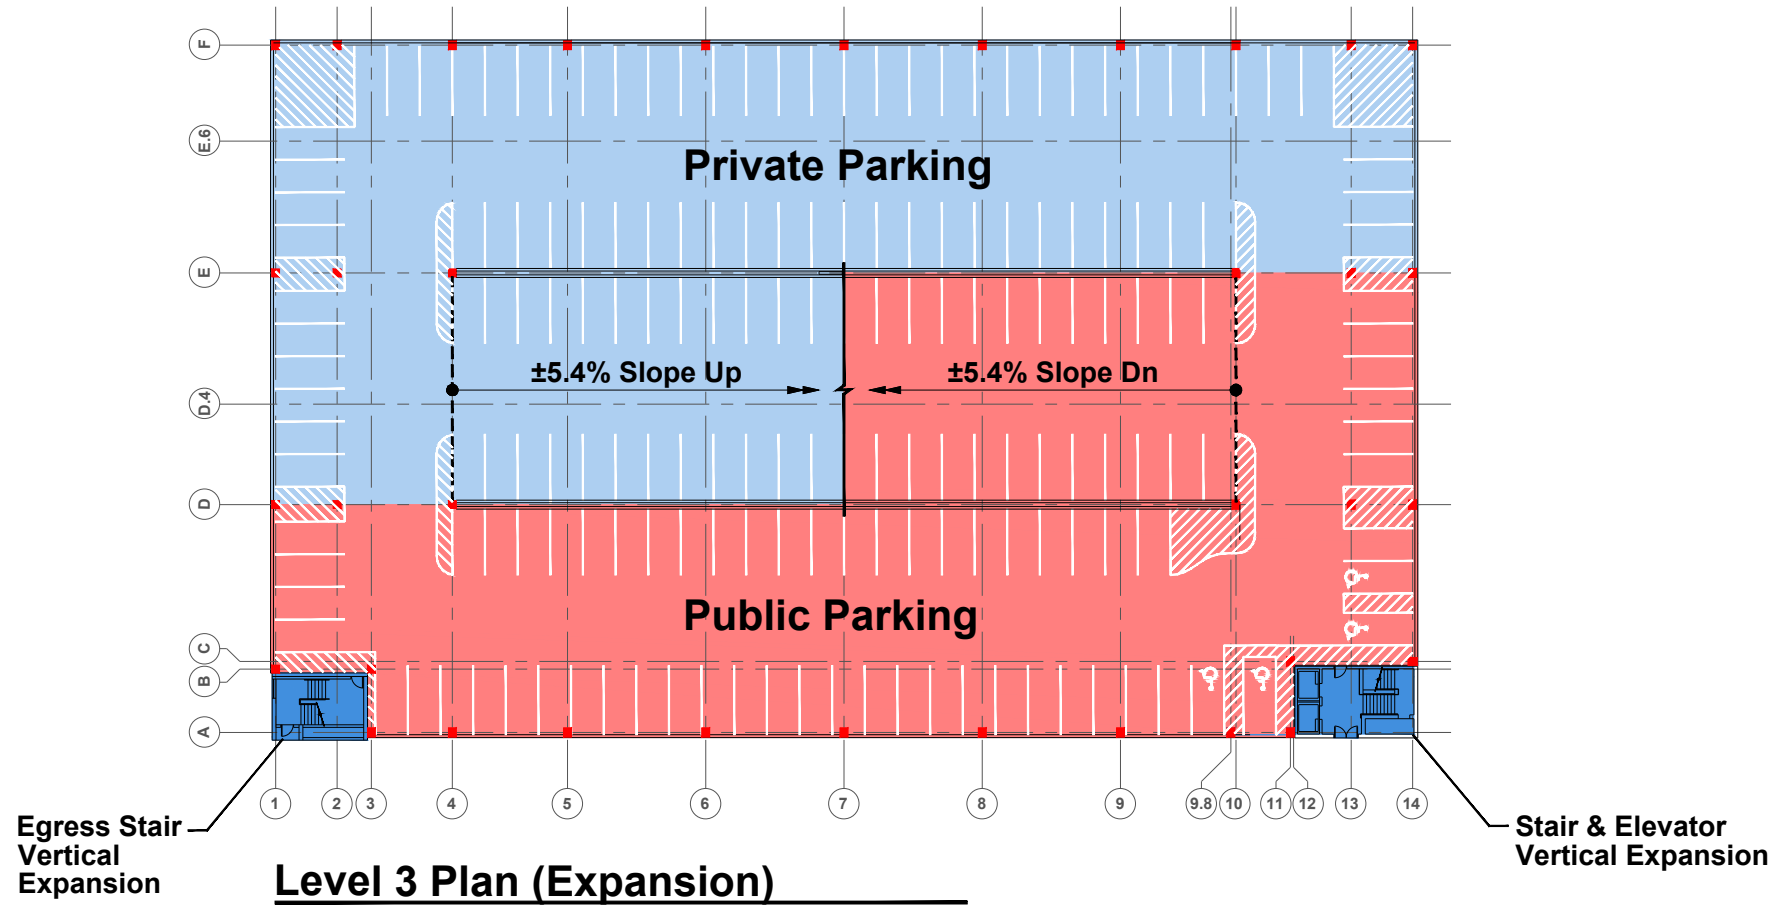 F
E.6
Private Parking
E
±5.4% Slope Up
±5.4% Slope Dn
D.4
D
Public Parking
C
B
A
1 2 3 4 5 6 7 8 9 9.8 10 11 12 13 14
Egress Stair
Vertical
Expansion
Stair & Elevator
Vertical Expansion
Level 3 Plan (Expansion)